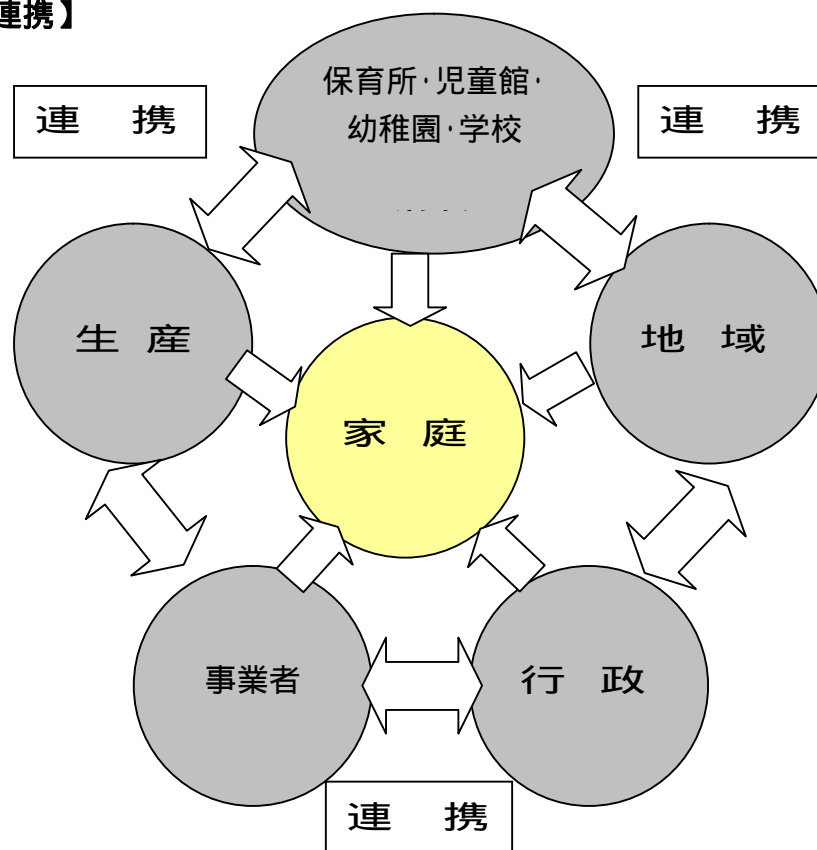 連携】
保育所・児童館・
幼稚園・学校
連　携
連　携
生 産
地 域
家 庭
事業者
行 政
連　携